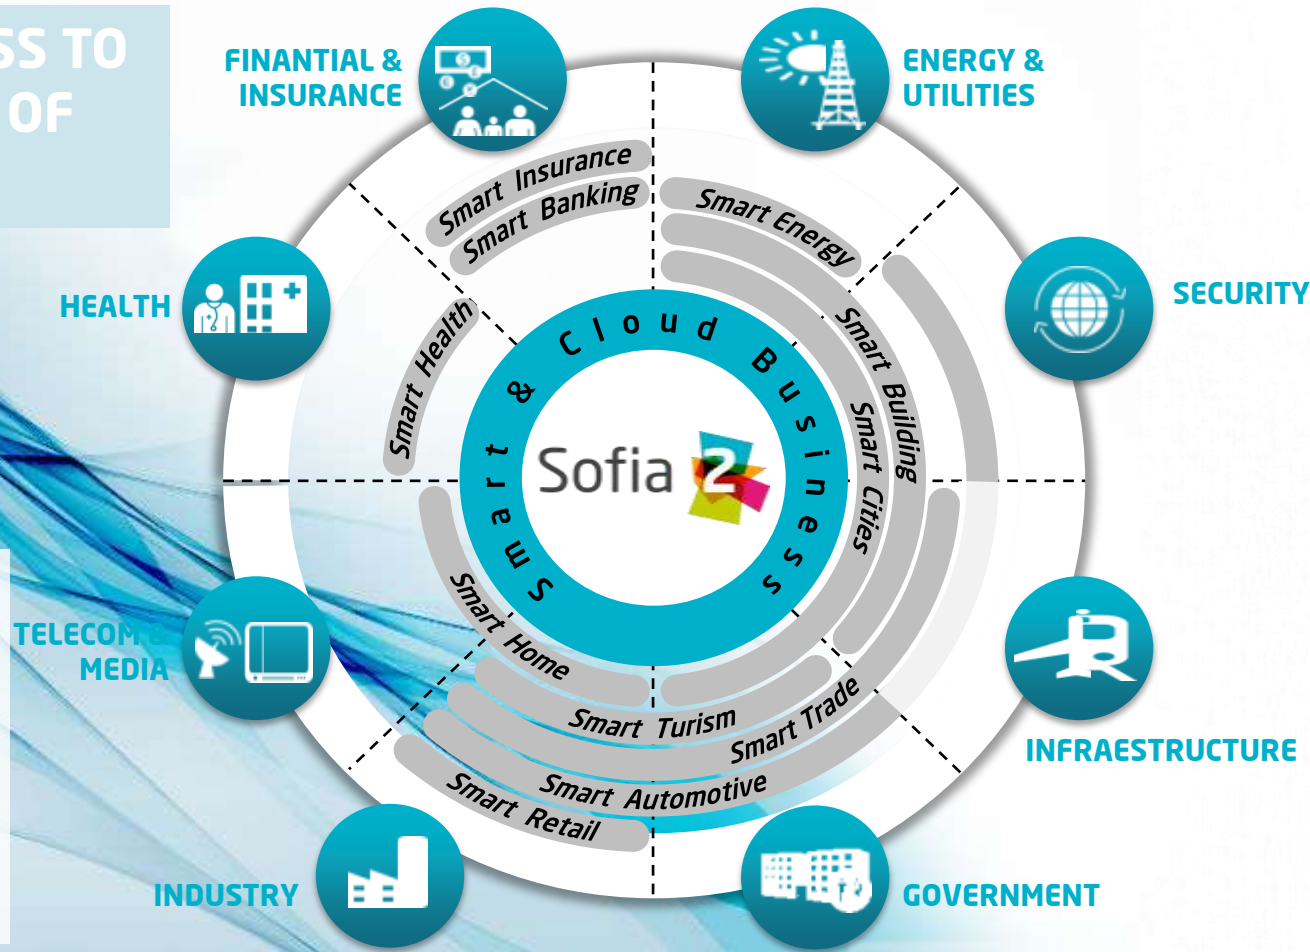 SS TO
OF
FINANTIAL &
INSURANCE
ENERGY &
UTILITIES
HEALTH
SECURITY
Smart Insurance
Smart Banking
Smart Energy
Smart Health
Smart Building
Smart Cities
Smart & Cloud Business
Sofia 2
Smart Home
Smart Turism
Smart Trade
Smart Automotive
Smart Retail
TELECOM &
MEDIA
INFRAESTRUCTURE
INDUSTRY
GOVERNMENT